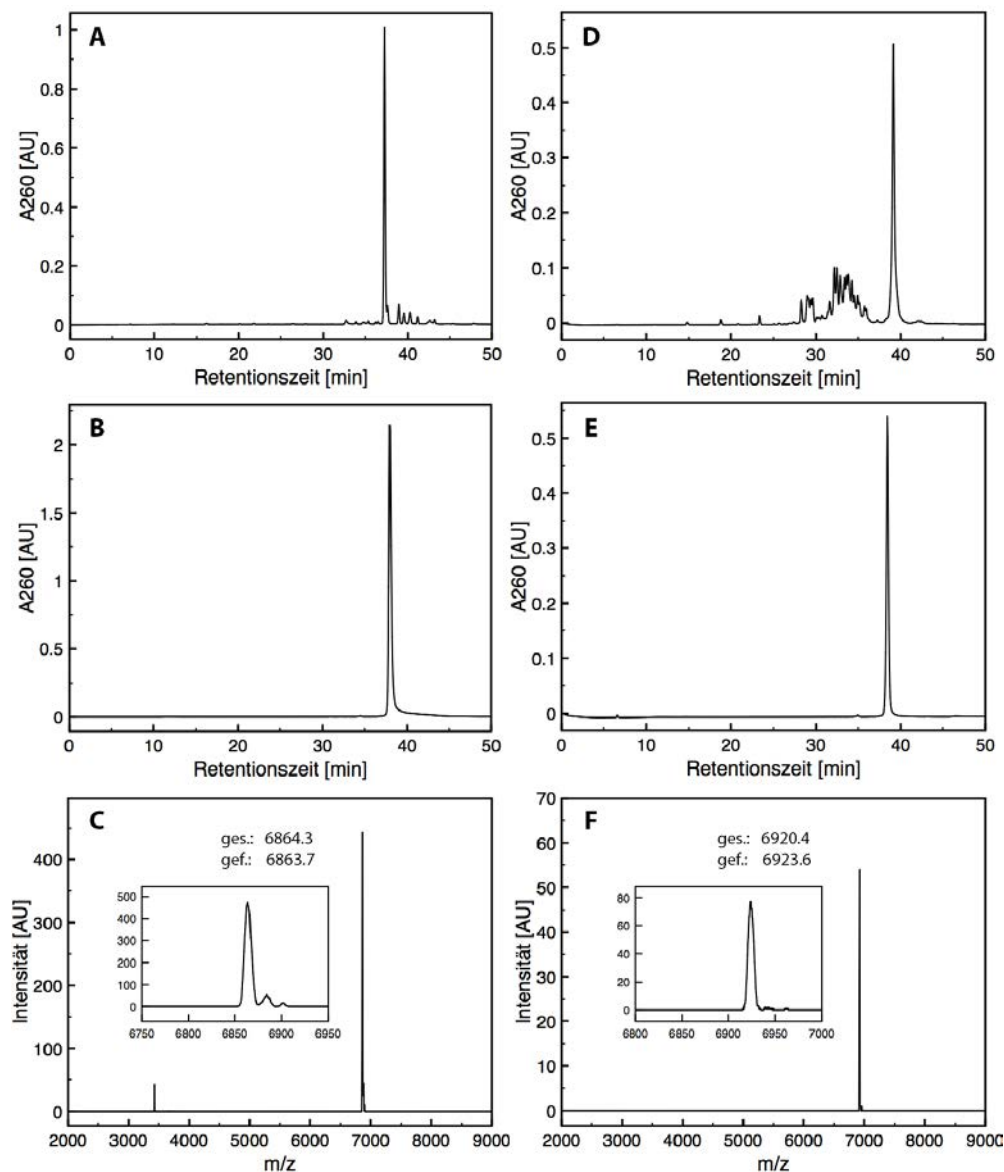 A
A260 [AU]
1
0.8
0.6
0.4
0.2
0
0 10 20 30 40 50
Retentionszeit [min]
D
A260 [AU]
0.5
0.4
0.3
0.2
0.1
0
0 10 20 30 40 50
Retentionszeit [min]
B
A260 [AU]
2
1.5
1
0.5
0
0 10 20 30 40 50
Retentionszeit [min]
E
A260 [AU]
0.5
0.4
0.3
0.2
0.1
0
0 10 20 30 40 50
Retentionszeit [min]
C
ges.: 6864.3
gef.: 6863.7
Intensität [AU]
400
300
200
100
0
500
400
300
200
100
0
6750 6800 6850 6900 6950
2000 3000 4000 5000 6000 7000 8000 9000
m/z
F
ges.: 6920.4
gef.: 6923.6
Intensität [AU]
70
60
50
40
30
20
10
0
80
60
40
20
0
6800 6850 6900 6950 7000
2000 3000 4000 5000 6000 7000 8000 9000
m/z